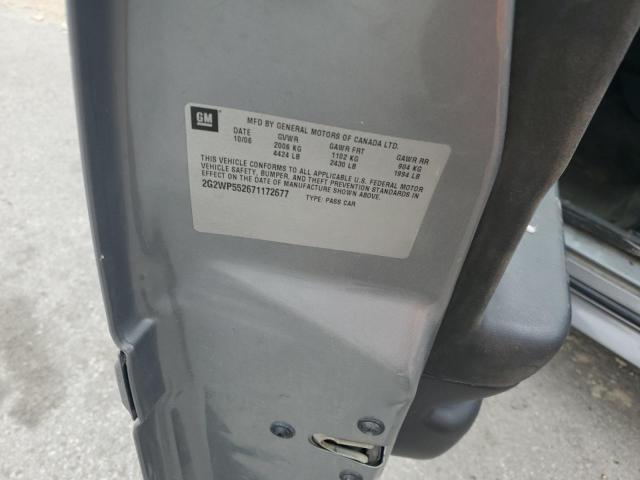 GM
MFD BY GENERAL MOTORS OF CANADA LTD.
DATE GVWR GAWR FRT GAWR RR
10/06 2006 KG 1102 KG 904 KG
4424 LB 2430 LB 1994 LB
THIS VEHICLE CONFORMS TO ALL APPLICABLE U.S. FEDERAL MOTOR
VEHICLE SAFETY, BUMPER, AND THEFT PREVENTION STANDARDS IN
EFFECT ON THE DATE OF MANUFACTURE SHOWN ABOVE.
2G2WP552671172677 TYPE: PASS CAR